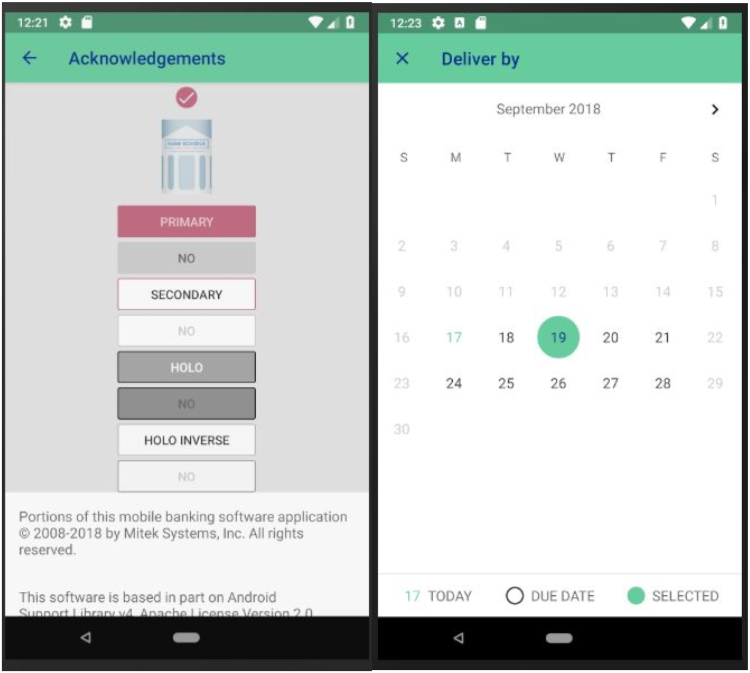 12:21
Acknowledgements
PRIMARY
NO
SECONDARY
NO
HOLO
NO
HOLO INVERSE
NO
Portions of this mobile banking software application
© 2008-2018 by Mitek Systems, Inc. All rights
reserved.
This software is based in part on Android
Support Library v4, Apache License Version 2.0
12:23
Deliver by
September 2018
S M T W T F S
1
2 3 4 5 6 7 8
9 10 11 12 13 14 15
16 17 18 19 20 21 22
23 24 25 26 27 28 29
30
17 TODAY DUE DATE SELECTED